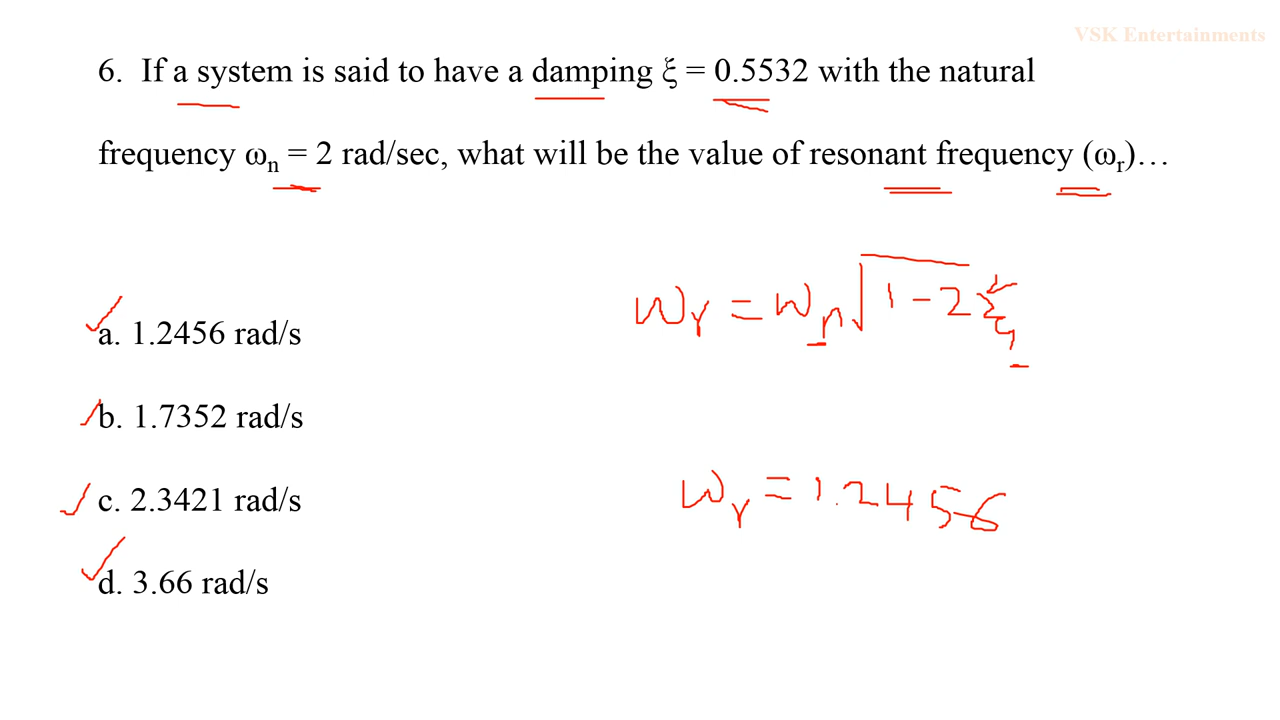 VSK Entertainments
6. If a system is said to have a damping ξ = 0.5532 with the natural
frequency ωn = 2 rad/sec, what will be the value of resonant frequency (ωr)…
ωr = ωn√1-2ξ²
a. 1.2456 rad/s
b. 1.7352 rad/s
c. 2.3421 rad/s
ωr = 1.2456
d. 3.66 rad/s